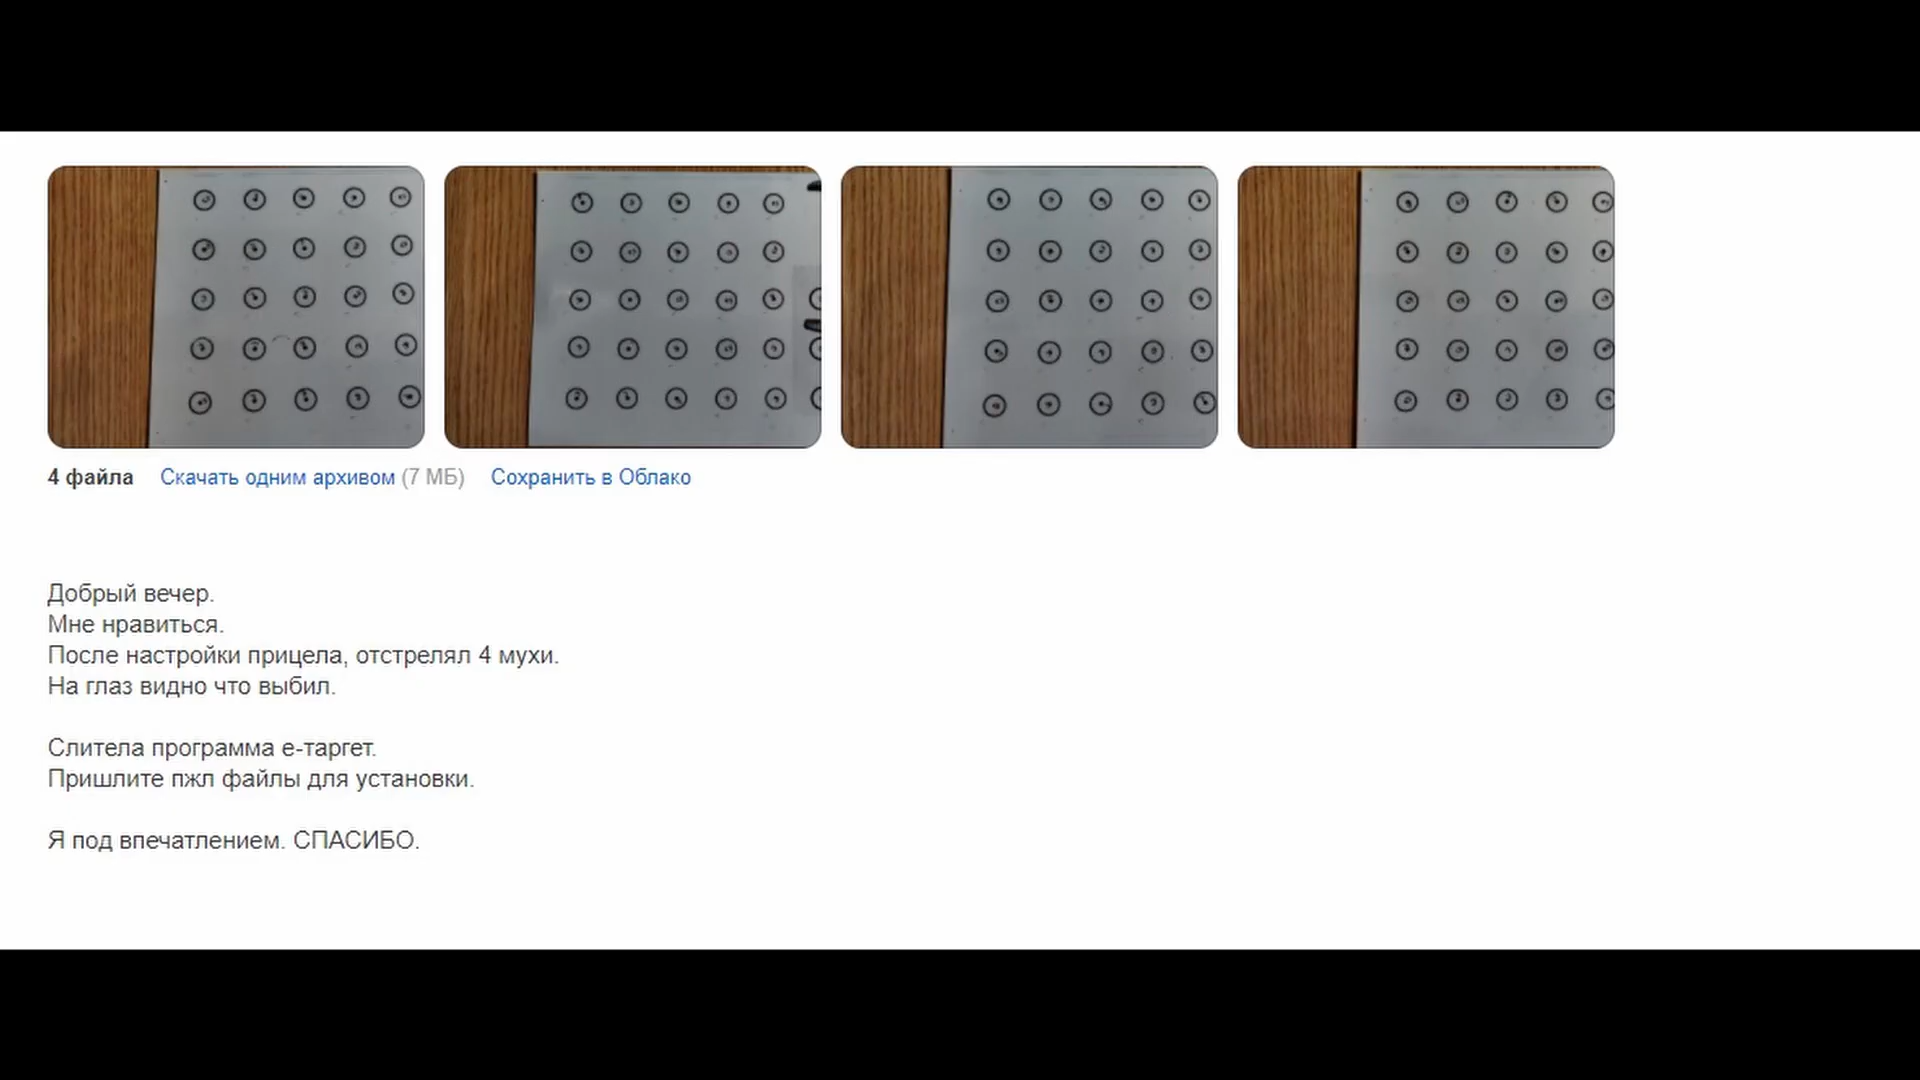 4 файла Скачать одним архивом (7 МБ) Сохранить в Облако
Добрый вечер.
Мне нравиться.
После настройки прицела, отстрелял 4 мухи.
На глаз видно что выбил.
Слитела программа е-таргет.
Пришлите пжл файлы для установки.
Я под впечатлением. СПАСИБО.